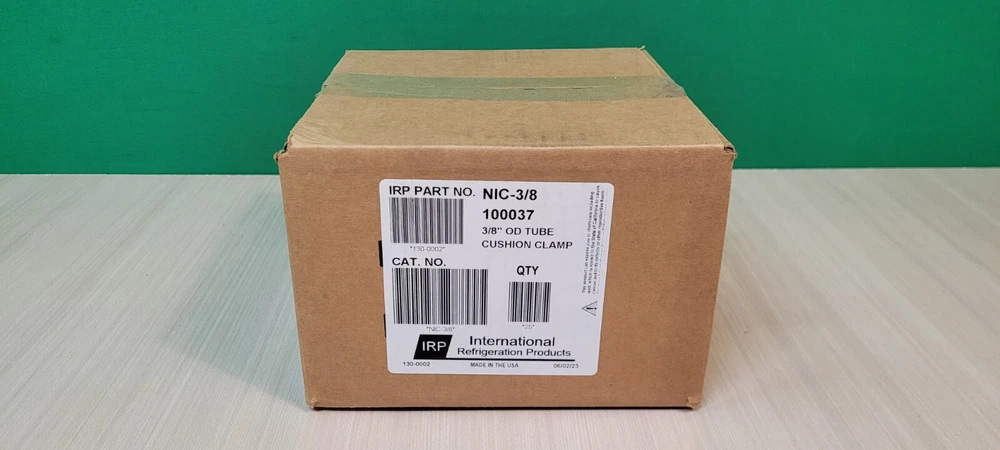 IRP PART NO. NIC-3/8
100037
3/8" OD TUBE
CUSHION CLAMP
*130-0002*
CAT. NO.
QTY
*NIC-3/8*
*25*
IRP International
Refrigeration Products
130-0002 MADE IN THE USA 06/02/23